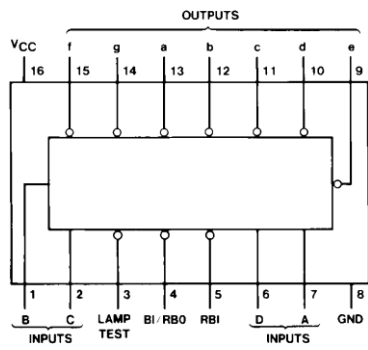 OUTPUTS
VCC f g a b c d e
16 15 14 13 12 11 10 9
1 2 3 4 5 6 7 8
B C LAMP TEST BI/RBO RBI D A GND
INPUTS INPUTS